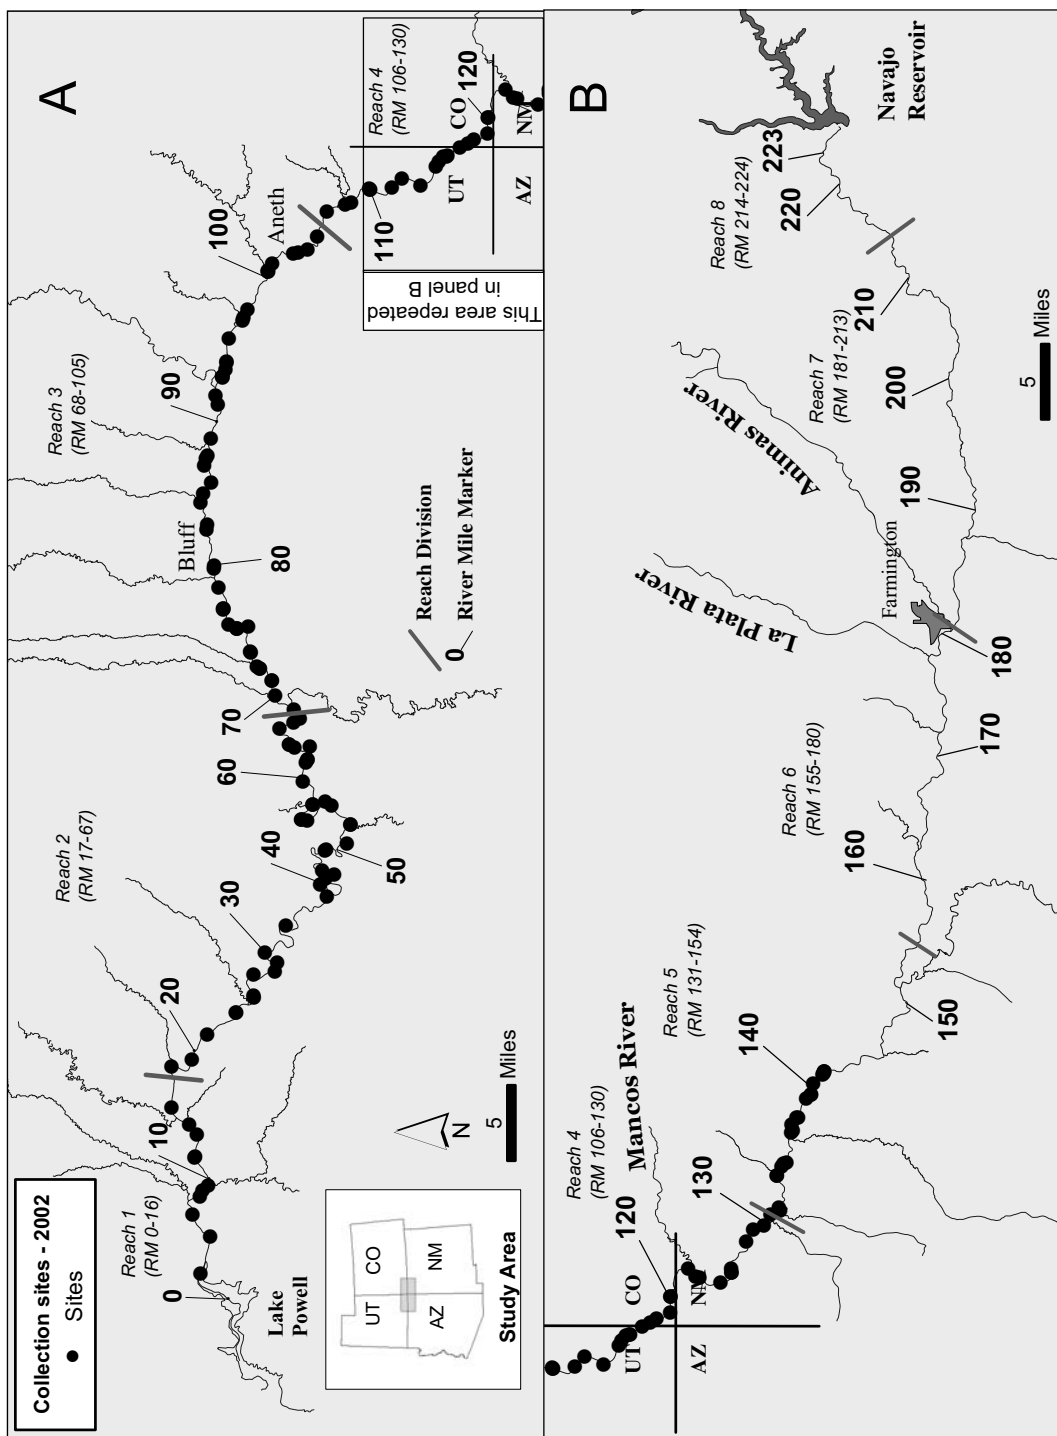 Collection sites - 2002
Sites
A
Reach 1
(RM 0-16)
Reach 2
(RM 17-67)
Reach 3
(RM 68-105)
Reach 4
(RM 106-130)
Lake
Powell
0
10
20
30
40
50
60
70
80
90
100
110
120
Bluff
Aneth
UT
CO
AZ
NM
This area repeated
in panel B
Reach Division
0
River Mile Marker
N
5
Miles
UT
CO
AZ
NM
Study Area
B
Reach 4
(RM 106-130)
Reach 5
(RM 131-154)
Reach 6
(RM 155-180)
Reach 7
(RM 181-213)
Reach 8
(RM 214-224)
UT
CO
AZ
NM
120
130
140
150
160
170
180
190
200
210
220
223
Mancos River
La Plata River
Animas River
Farmington
Navajo
Reservoir
5
Miles